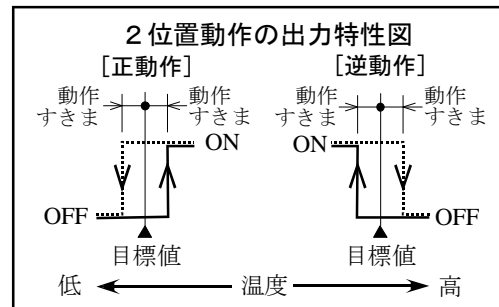 2位置動作の出力特性図
[正動作] [逆動作]
動作 動作 動作 動作
すきま すきま すきま すきま
ON ON
OFF OFF
目標値 目標値
低 温度 高